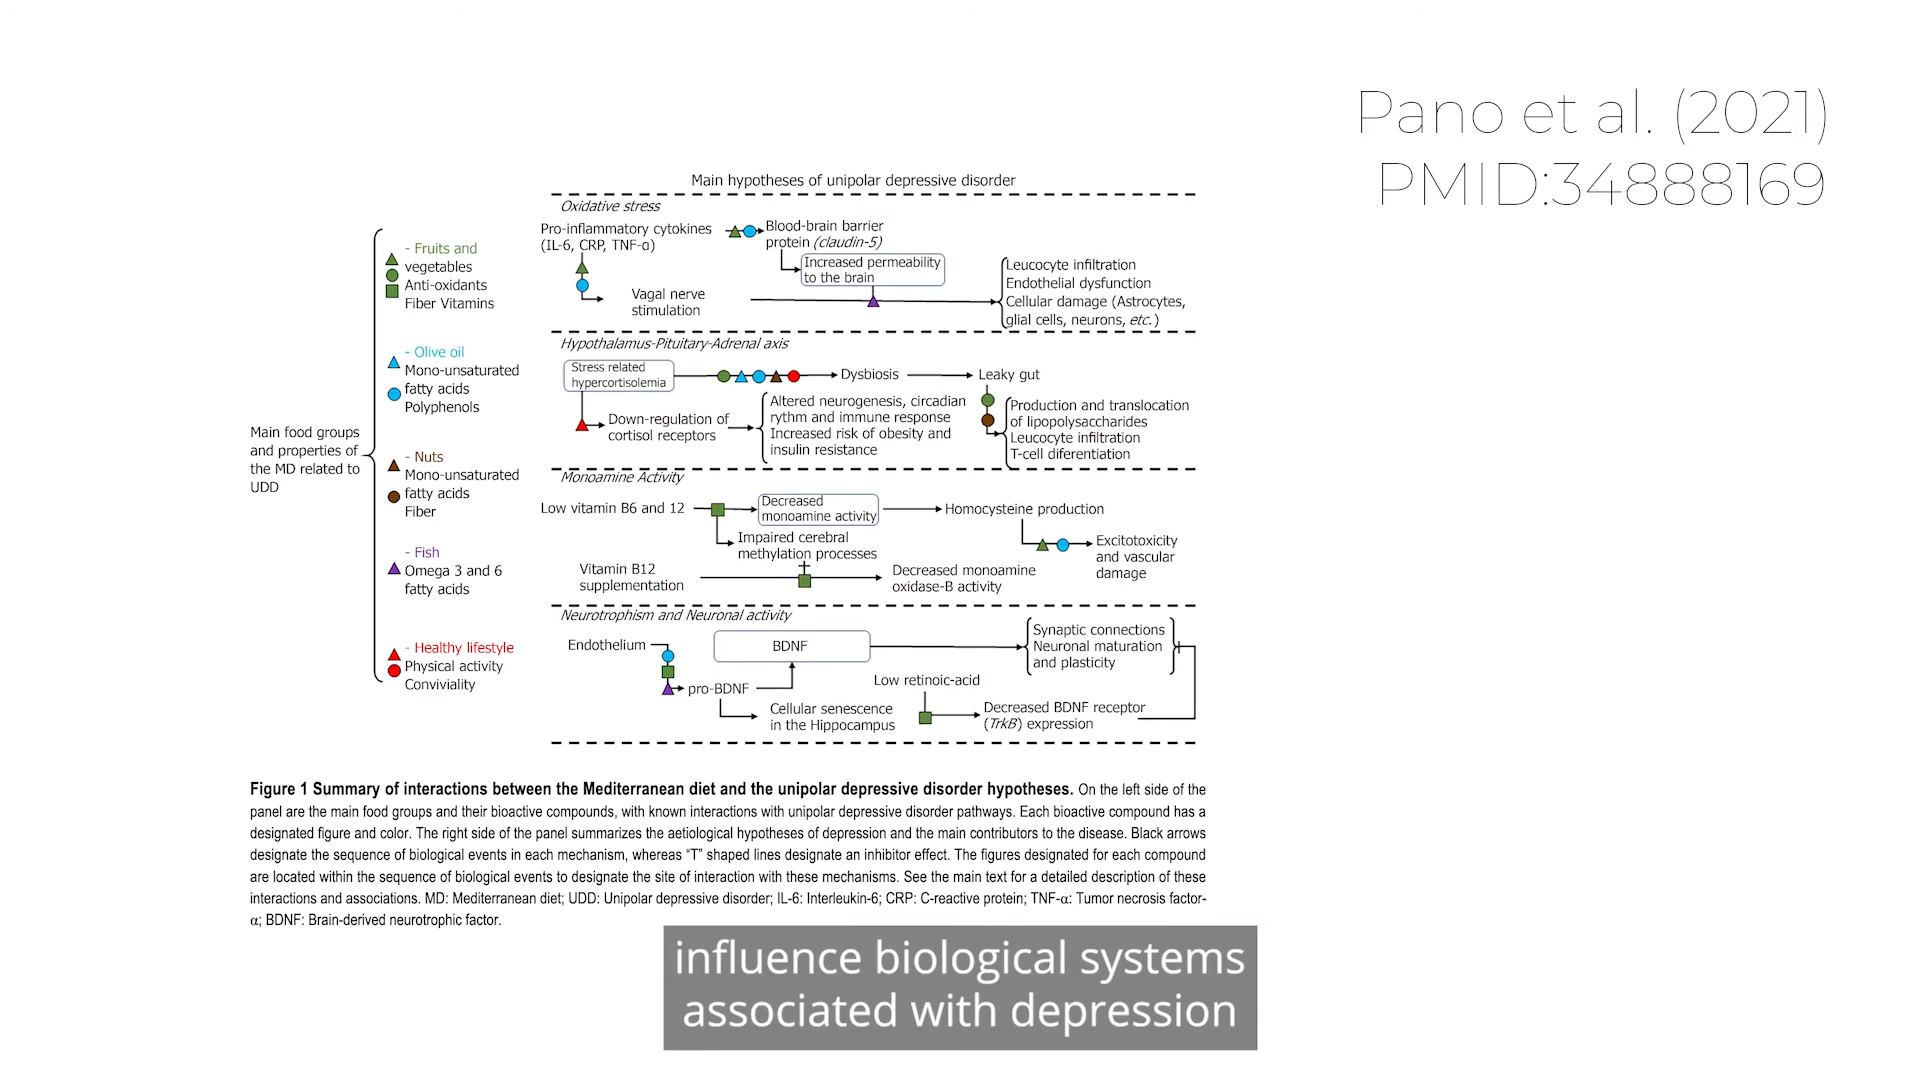 Pano et al. (2021)
PMID:34888169
Main hypotheses of unipolar depressive disorder
Oxidative stress
Pro-inflammatory cytokines
(IL-6, CRP, TNF-α)
Blood-brain barrier
protein (claudin-5)
Increased permeability
to the brain
Vagal nerve
stimulation
Leucocyte infiltration
Endothelial dysfunction
Cellular damage (Astrocytes,
glial cells, neurons, etc.)
Main food groups
and properties of
the MD related to
UDD
- Fruits and
vegetables
Anti-oxidants
Fiber Vitamins
- Olive oil
Mono-unsaturated
fatty acids
Polyphenols
- Nuts
Mono-unsaturated
fatty acids
Fiber
- Fish
Omega 3 and 6
fatty acids
- Healthy lifestyle
Physical activity
Conviviality
Hypothalamus-Pituitary-Adrenal axis
Stress related
hypercortisolemia
Dysbiosis
Leaky gut
Down-regulation of
cortisol receptors
Altered neurogenesis, circadian
rythm and immune response
Increased risk of obesity and
insulin resistance
Production and translocation
of lipopolysaccharides
Leucocyte infiltration
T-cell diferentiation
Monoamine Activity
Low vitamin B6 and 12
Decreased
monoamine activity
Homocysteine production
Impaired cerebral
methylation processes
Excitotoxicity
and vascular
damage
Vitamin B12
supplementation
Decreased monoamine
oxidase-B activity
Neurotrophism and Neuronal activity
Endothelium
BDNF
Synaptic connections
Neuronal maturation
and plasticity
pro-BDNF
Low retinoic-acid
Cellular senescence
in the Hippocampus
Decreased BDNF receptor
(TrkB) expression
Figure 1 Summary of interactions between the Mediterranean diet and the unipolar depressive disorder hypotheses. On the left side of the
panel are the main food groups and their bioactive compounds, with known interactions with unipolar depressive disorder pathways. Each bioactive compound has a
designated figure and color. The right side of the panel summarizes the aetiological hypotheses of depression and the main contributors to the disease. Black arrows
designate the sequence of biological events in each mechanism, whereas “T” shaped lines designate an inhibitor effect. The figures designated for each compound
are located within the sequence of biological events to designate the site of interaction with these mechanisms. See the main text for a detailed description of these
interactions and associations. MD: Mediterranean diet; UDD: Unipolar depressive disorder; IL-6: Interleukin-6; CRP: C-reactive protein; TNF-α: Tumor necrosis factor-
α; BDNF: Brain-derived neurotrophic factor.
influence biological systems
associated with depression